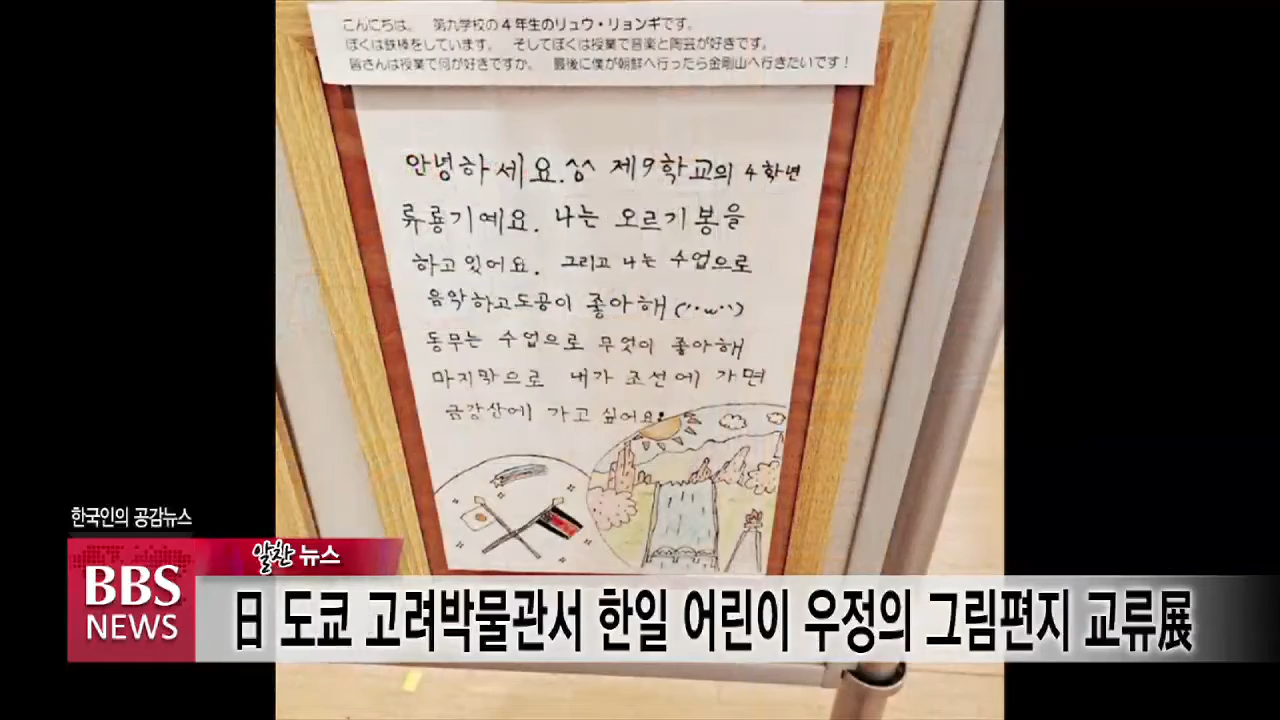 こんにちは。　第九学校の4年生のリュウ・リョンギです。
ぼくは鉄棒をしています。　そしてぼくは授業で音楽と陶芸が好きです。
皆さんは授業で何が好きですか。　最後に僕が朝鮮へ行ったら金剛山へ行きたいです！
안녕하세요.^^ 제9학교의 4학년
류룡기예요. 나는 오르기봉을
하고있어요. 그리고 나는 수업으로
음악하고도공이 좋아해(´･ω･`)
동무는 수업으로 무엇이 좋아해
마지막으로 내가 조선에 가면
금강산에 가고 싶어요!
한국인의 공감뉴스
알찬 뉴스
BBS
NEWS
日 도쿄 고려박물관서 한일 어린이 우정의 그림편지 교류展